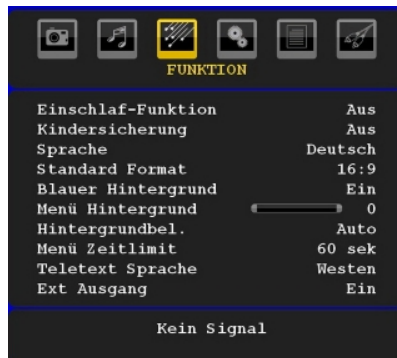 FUNKTION
Einschlaf-Funktion Aus
Kindersicherung Aus
Sprache Deutsch
Standard Format 16:9
Blauer Hintergrund Ein
Menü Hintergrund 0
Hintergrundbel. Auto
Menü Zeitlimit 60 sek
Teletext Sprache Westen
Ext Ausgang Ein
Kein Signal